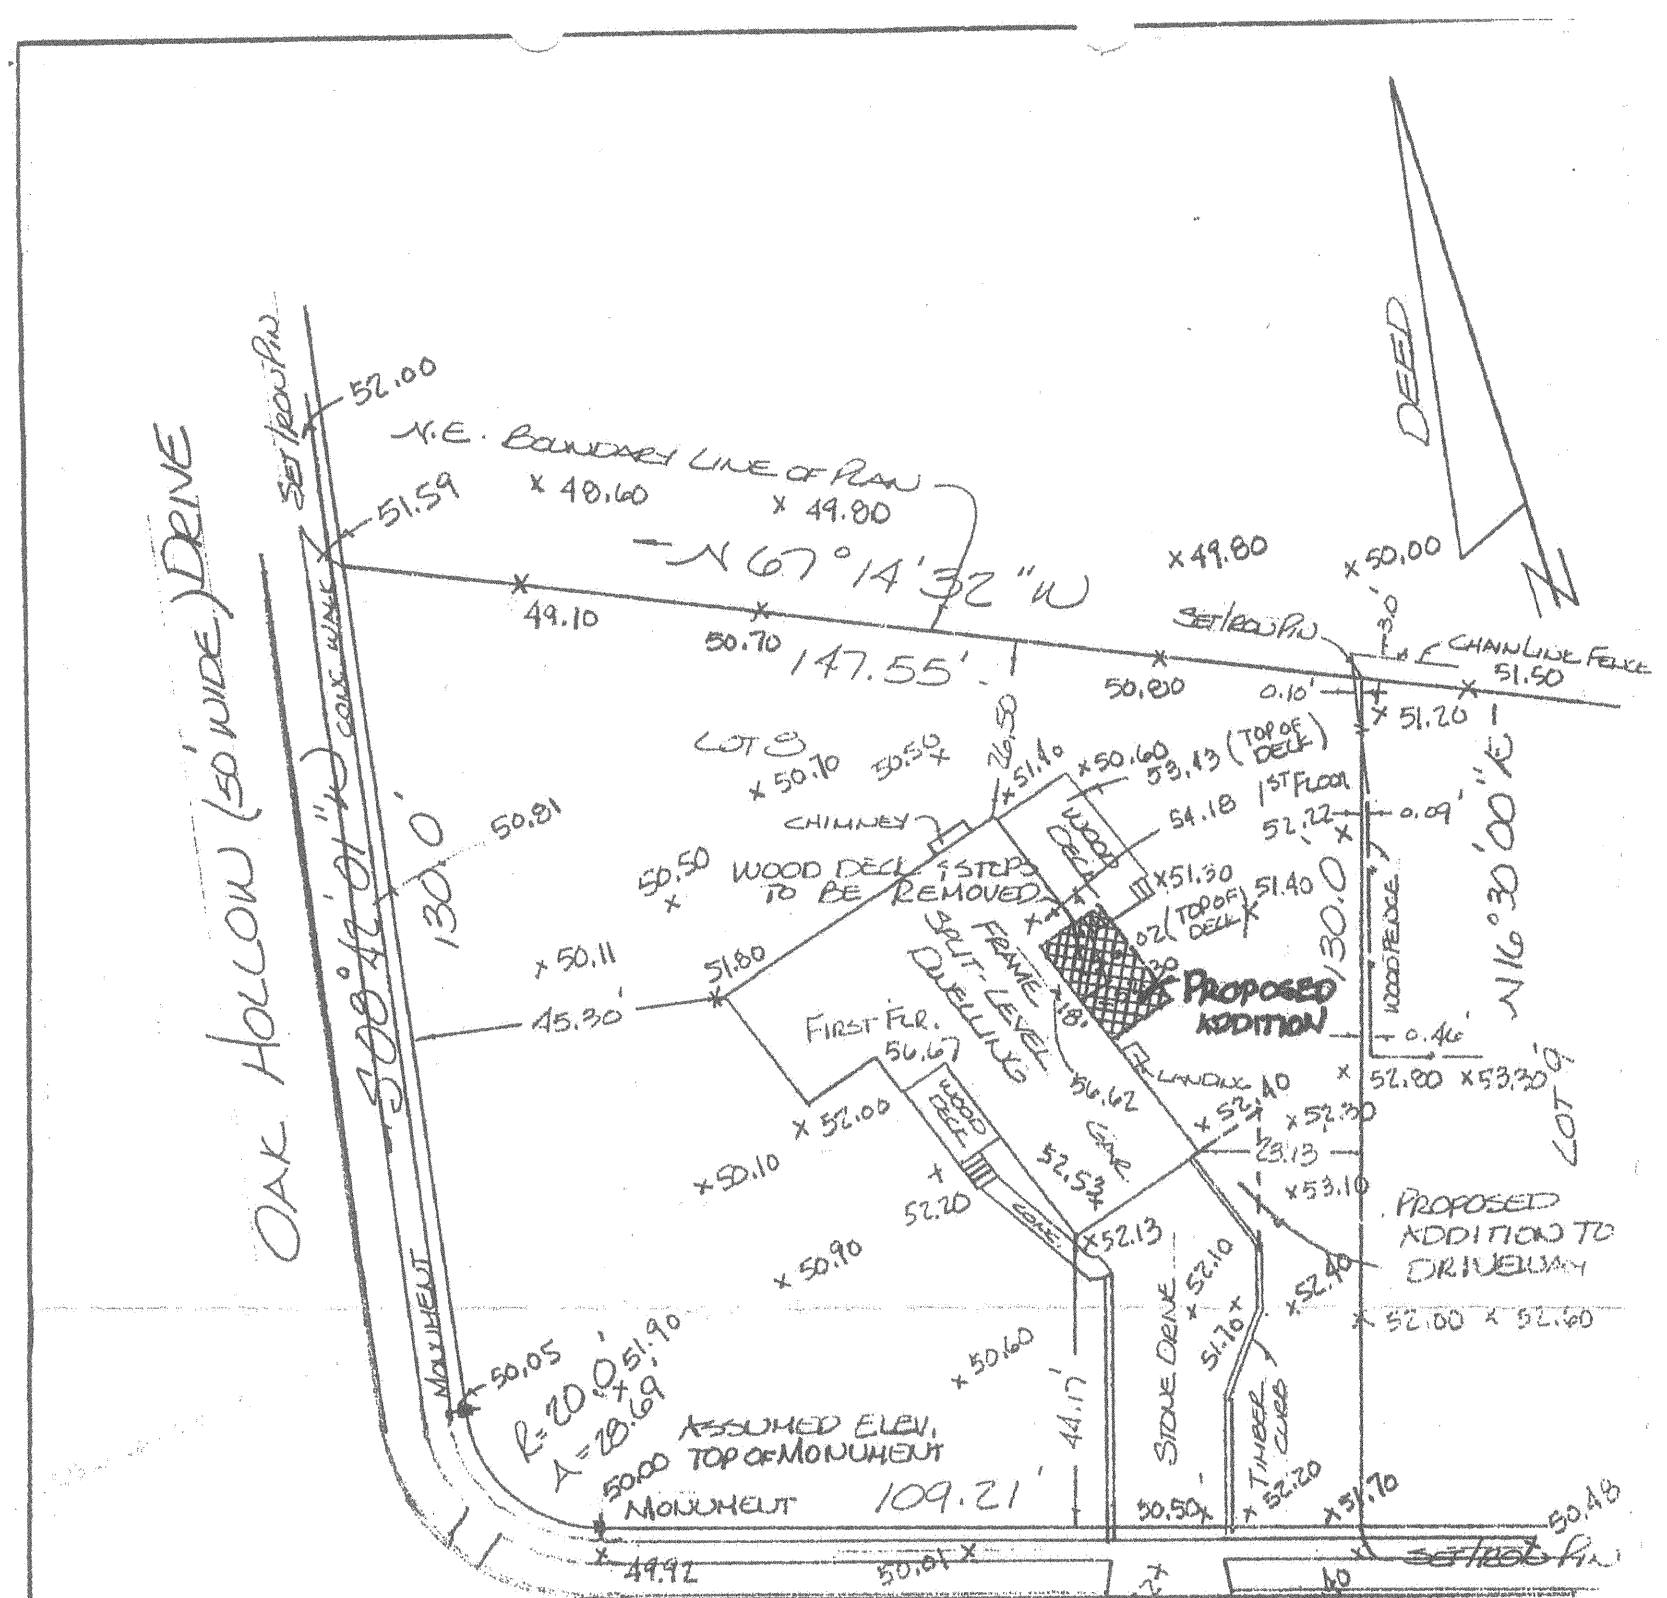 DEED
N
52.00
SET IRON PIN
N.E. BOUNDARY LINE OF PLAN
51.59
x 48.60
x 49.80
x 49.80
x 50.00
N 67°14'32"W
3.0'
SET IRON PIN
CHAIN LINK FENCE
51.50
49.10
50.70
147.55'
50.80
0.10'
x 51.20
OAK HOLLOW (50' WIDE) DRIVE
CONC. WALK
LOT 8
x 50.70
50.50
26.50
51.40
x 50.60
53.43 (TOP OF
DECK)
54.18 1ST FLOOR
52.22
0.09'
N16°30'00"E
50.81
130.0'
CHIMNEY
WOOD
DECK
50.50
WOOD DECK & STEPS
TO BE REMOVED
x 51.30
51.40
(TOP OF
DECK)
130.0'
WOOD FENCE
x 50.11
51.80
45.30'
FRAME
SPLIT-LEVEL
DWELLING
PROPOSED
ADDITION
FIRST FLR.
56.67
56.62
LANDING
0.46'
x 52.80
x 53.30
LOT 9
x 52.00
WOOD
DECK
52.40
x 52.30
GAR.
23.13'
x 50.10
52.20
52.53
x 53.10
CONC.
x 52.13
PROPOSED
ADDITION TO
DRIVEWAY
x 50.90
52.10
x 52.40
x 52.00
x 52.60
51.70
STONE DRIVE
TIMBER
CURB
44.17'
x 50.60
MONUMENT
50.05
51.90
R=20.0'
A=28.69
ASSUMED ELEV.
TOP OF MONUMENT
50.00
MONUMENT
109.21'
50.50
52.20
51.70
50.48
SET IRON PIN
49.92
50.01